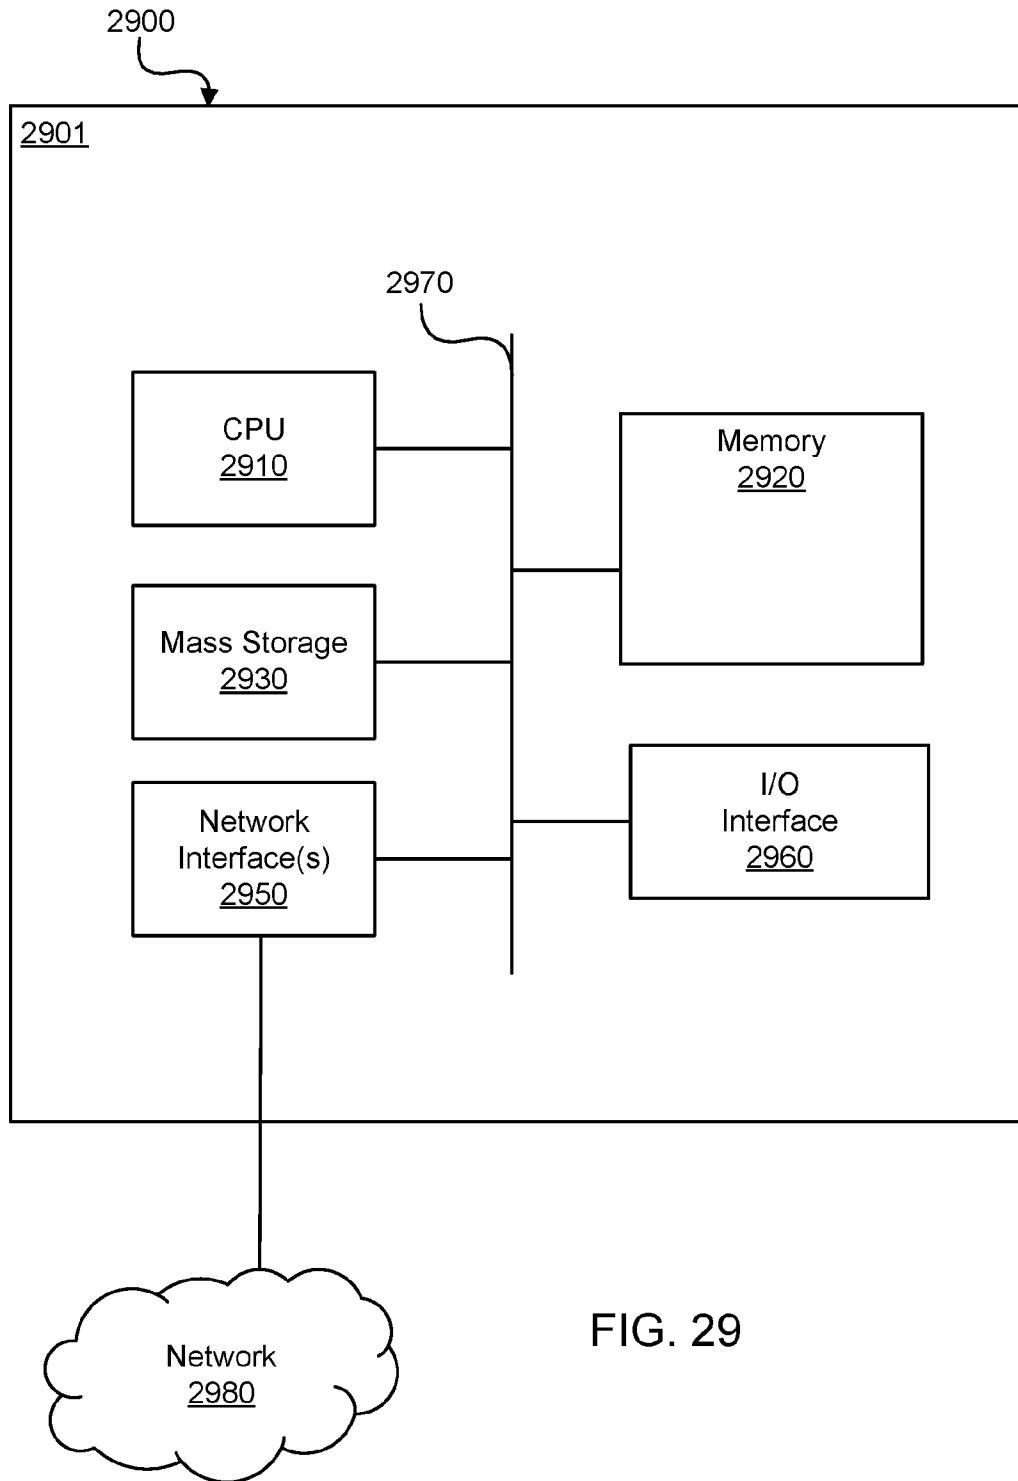 2900
2901
2970
CPU
2910
Memory
2920
Mass Storage
2930
Network
Interface(s)
2950
I/O
Interface
2960
Network
2980
FIG. 29